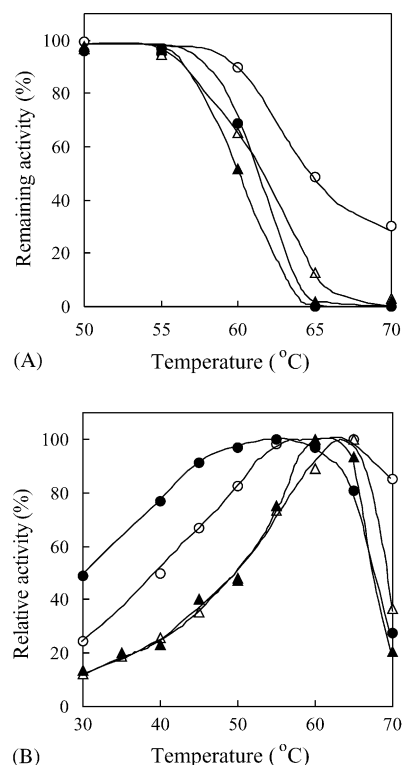 100
80
60
40
20
0
Remaining activity (%)
50 55 60 65 70
(A) Temperature (°C)
100
80
60
40
20
0
Relative activity (%)
30 40 50 60 70
(B) Temperature (°C)